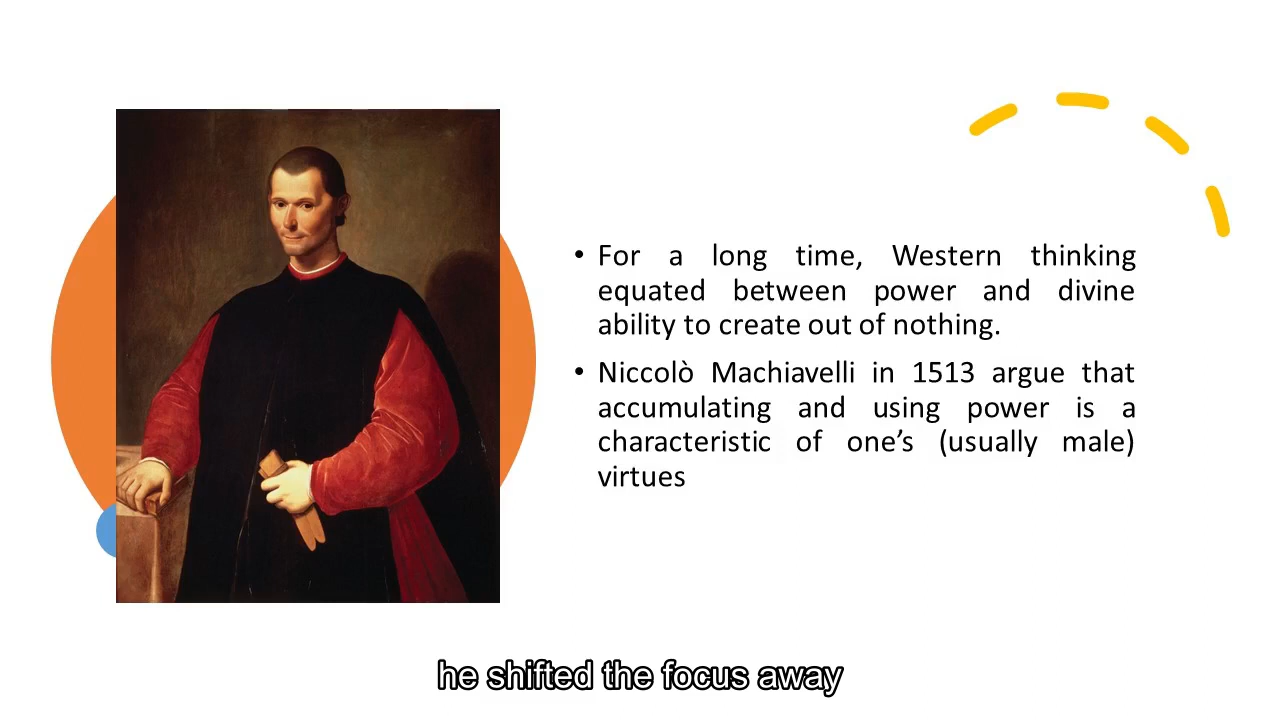 • For a long time, Western thinking
equated between power and divine
ability to create out of nothing.
• Niccolò Machiavelli in 1513 argue that
accumulating and using power is a
characteristic of one’s (usually male)
virtues
he shifted the focus away